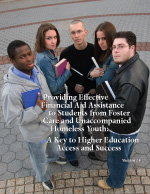 Providing Effective
Financial Aid Assistance
to Students from Foster
Care and Unaccompanied
Homeless Youth:
A Key to Higher Education
Access and Success